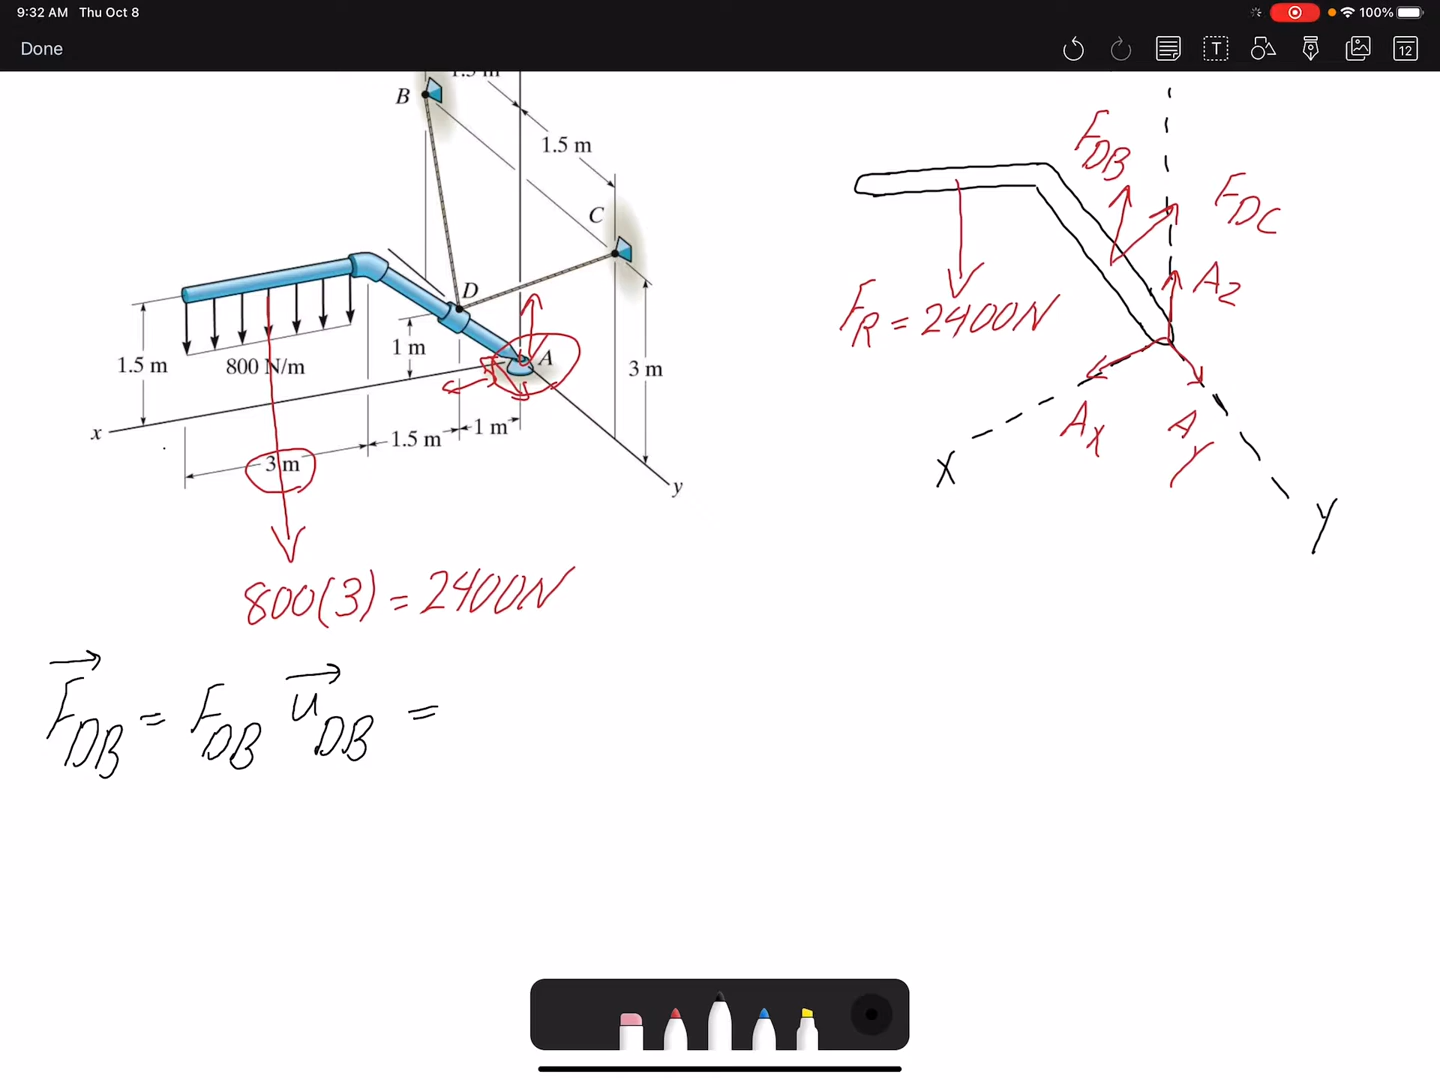 9:32 AM Thu Oct 8
100%
Done
T
12
B
1.5 m
C
D
A
1 m
1.5 m
800 N/m
3 m
x
1.5 m
1 m
3 m
y
800(3) = 2400N
F_DB = F_DB u_DB =
F_DB
F_DC
A_Z
F_R = 2400N
A_X
A_Y
X
Y